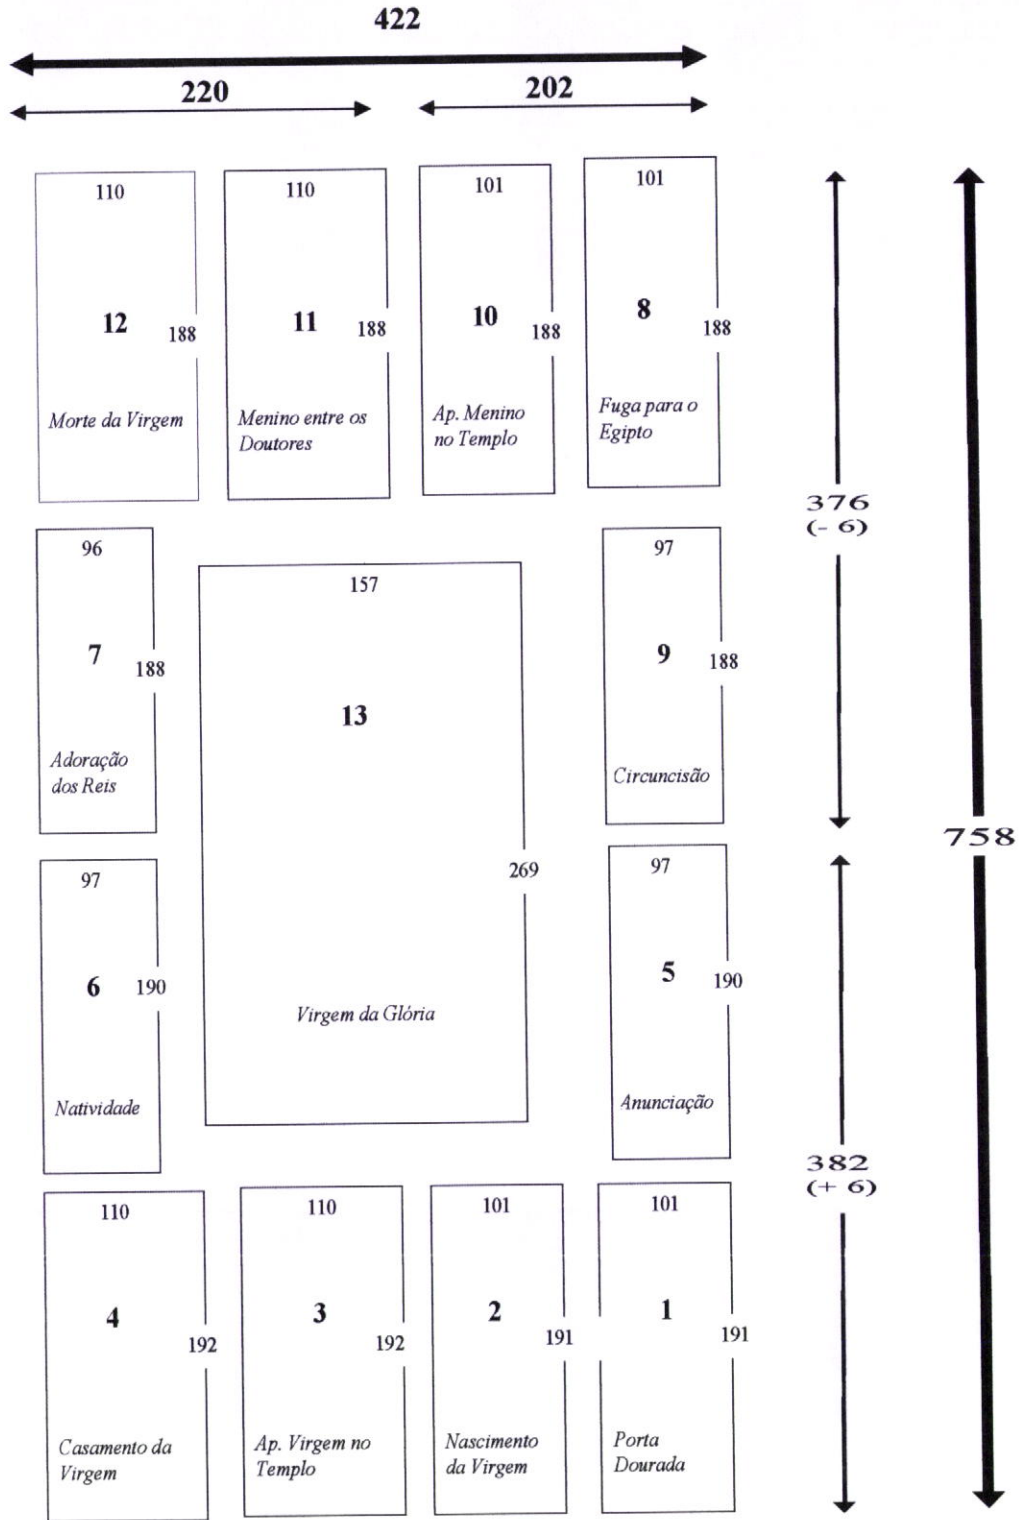 422
220
202
110
12
188
Morte da Virgem
110
11
188
Menino entre os
Doutores
101
10
188
Ap. Menino
no Templo
101
8
188
Fuga para o
Egipto
376
(- 6)
96
7
188
Adoração
dos Reis
157
13
269
Virgem da Glória
97
9
188
Circuncisão
758
97
6
190
Natividade
97
5
190
Anunciação
382
(+ 6)
110
4
192
Casamento da
Virgem
110
3
192
Ap. Virgem no
Templo
101
2
191
Nascimento
da Virgem
101
1
191
Porta
Dourada